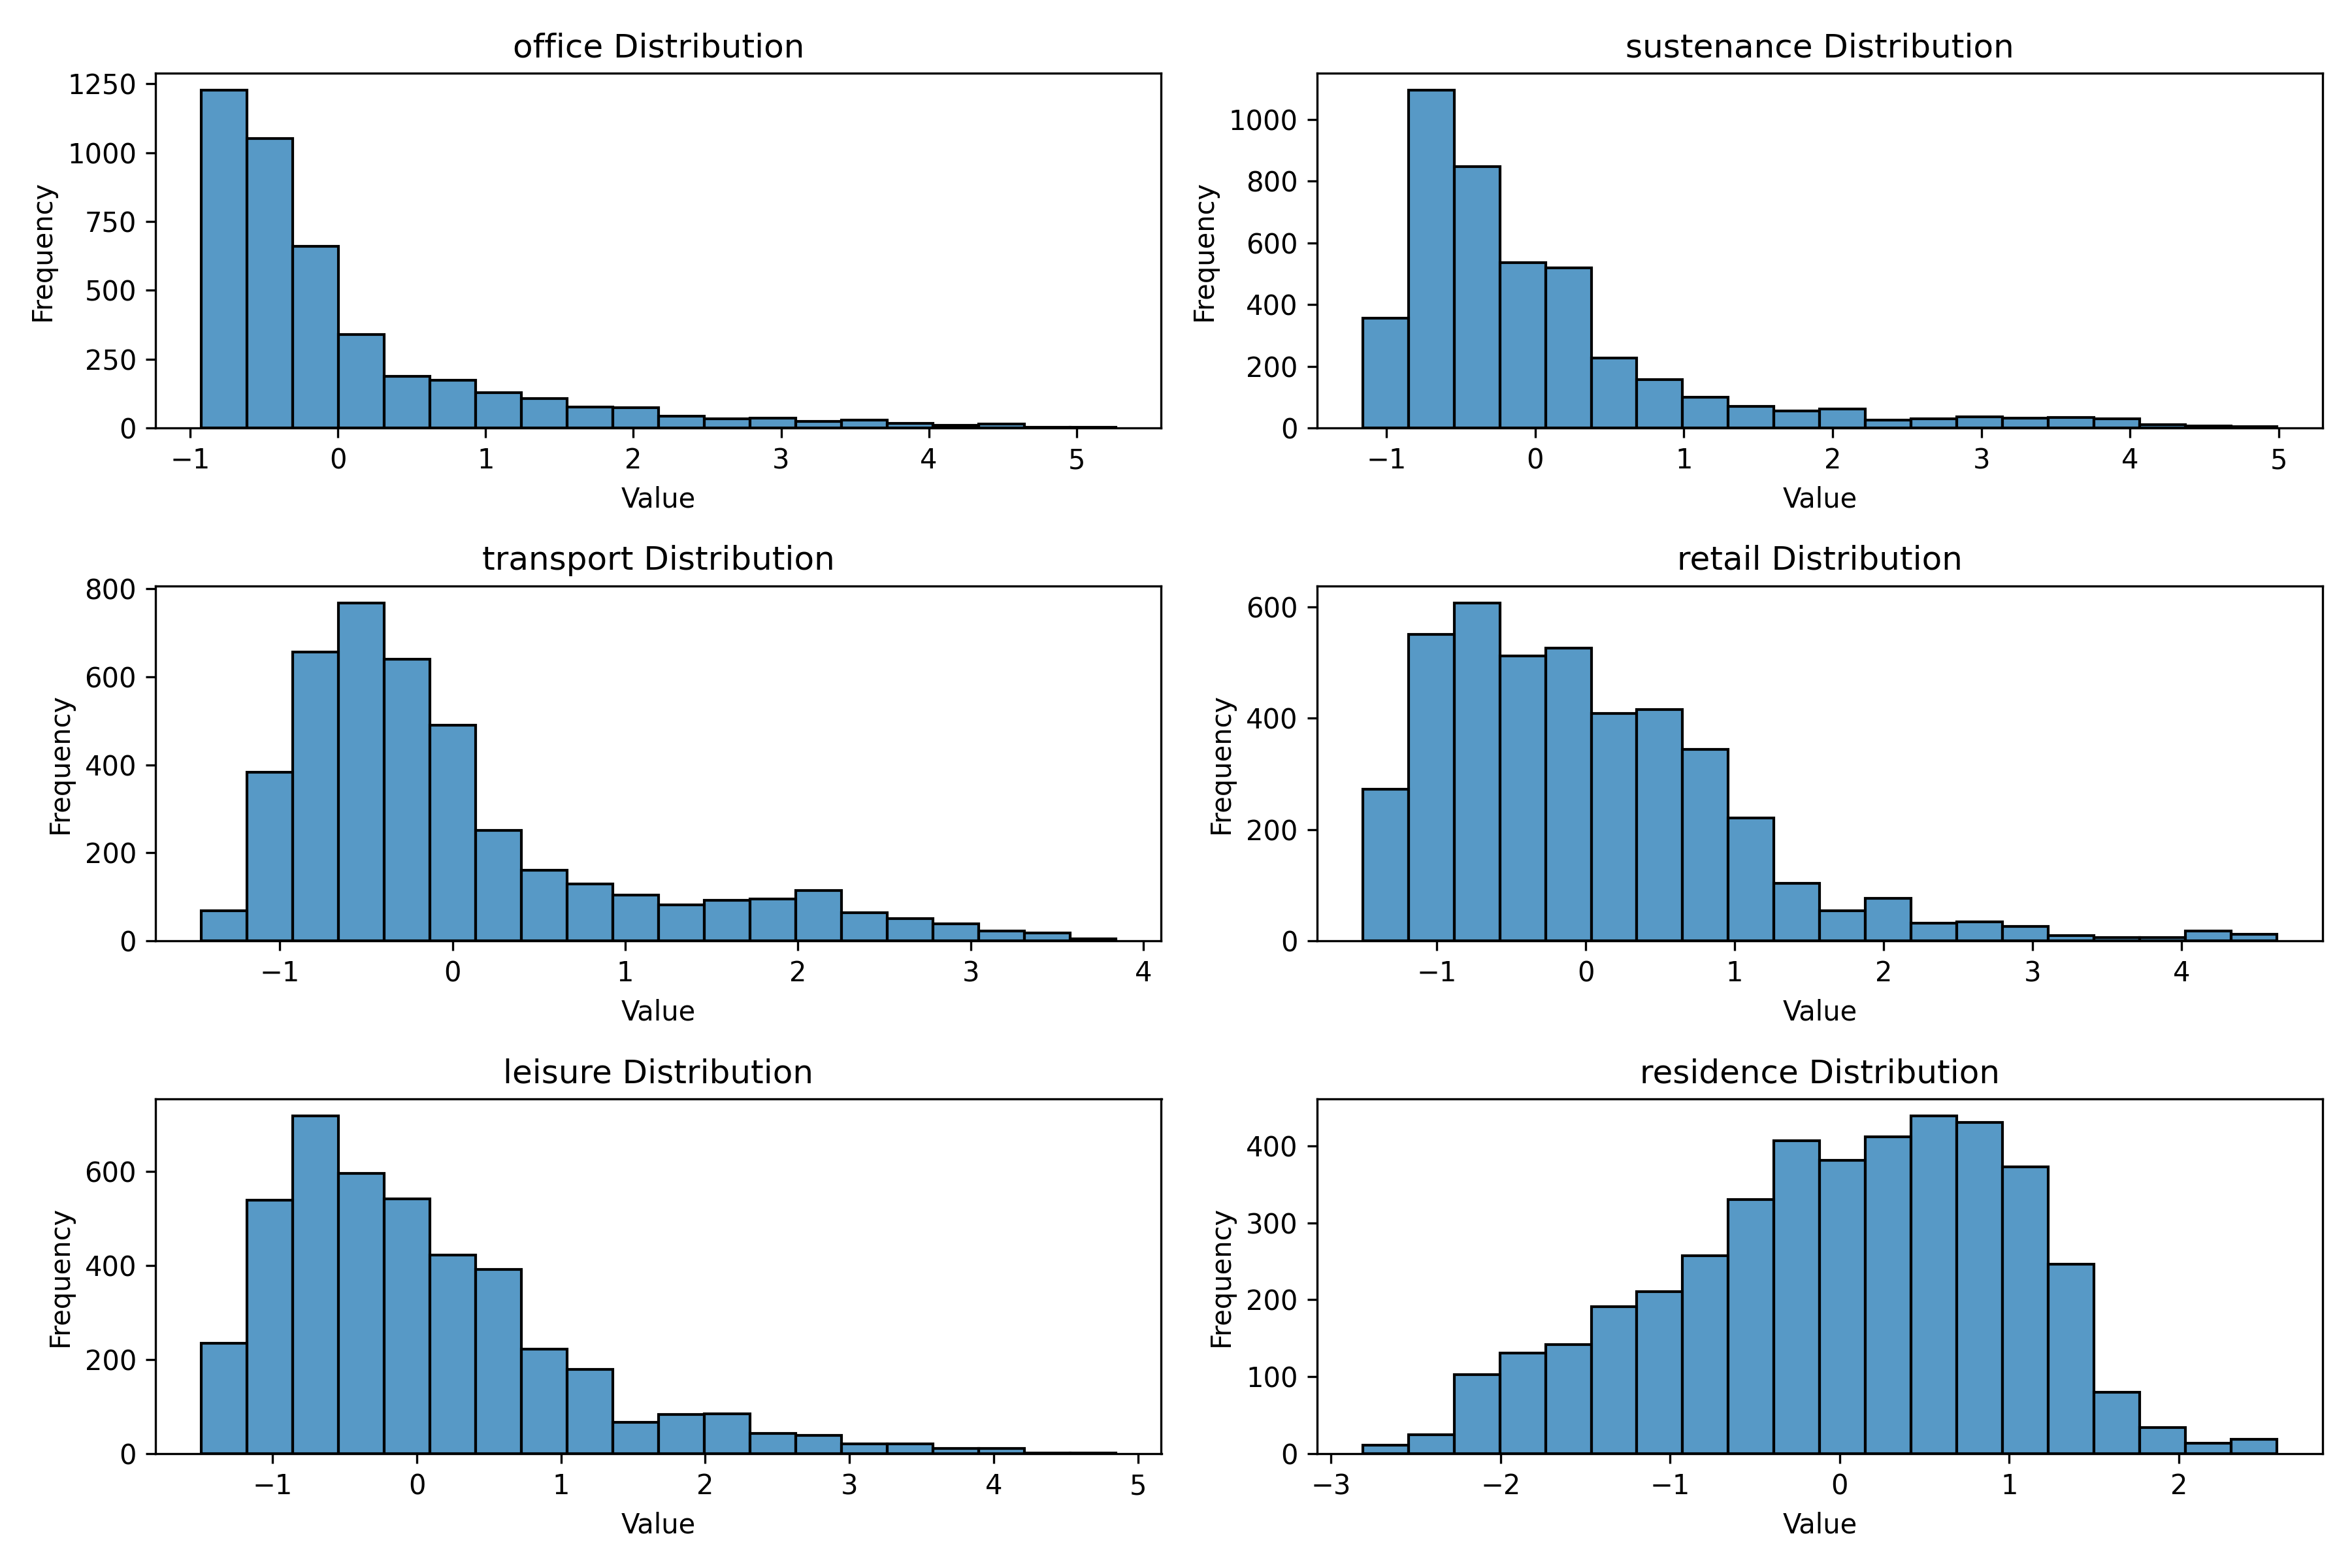 office Distribution
1250
1000
750
500
250
0
Frequency
−1 0 1 2 3 4 5
Value
sustenance Distribution
1000
800
600
400
200
0
Frequency
−1 0 1 2 3 4 5
Value
transport Distribution
800
600
400
200
0
Frequency
−1 0 1 2 3 4
Value
retail Distribution
600
400
200
0
Frequency
−1 0 1 2 3 4
Value
leisure Distribution
600
400
200
0
Frequency
−1 0 1 2 3 4 5
Value
residence Distribution
400
300
200
100
0
Frequency
−3 −2 −1 0 1 2
Value